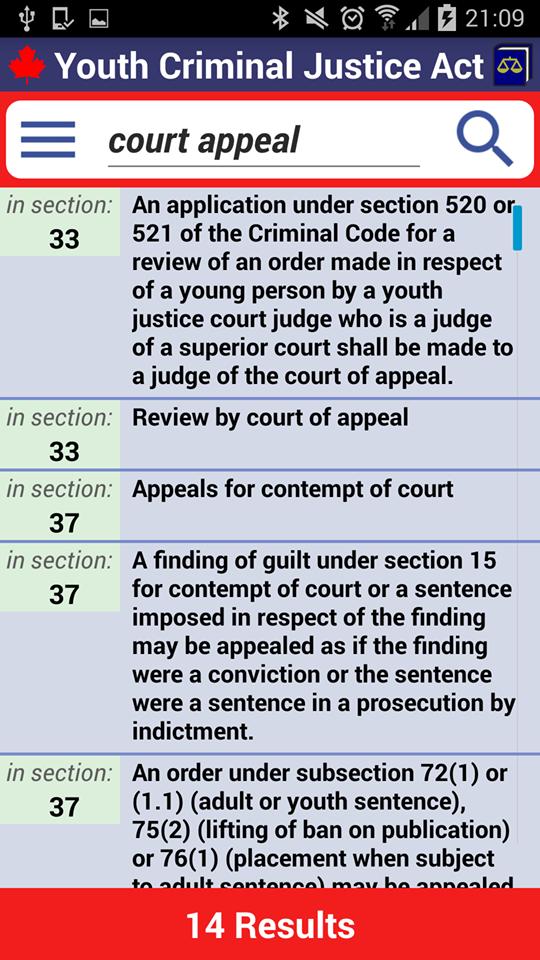 21:09
Youth Criminal Justice Act
court appeal
in section:
33
An application under section 520 or
521 of the Criminal Code for a
review of an order made in respect
of a young person by a youth
justice court judge who is a judge
of a superior court shall be made to
a judge of the court of appeal.
in section:
33
Review by court of appeal
in section:
37
Appeals for contempt of court
in section:
37
A finding of guilt under section 15
for contempt of court or a sentence
imposed in respect of the finding
may be appealed as if the finding
were a conviction or the sentence
were a sentence in a prosecution by
indictment.
in section:
37
An order under subsection 72(1) or
(1.1) (adult or youth sentence),
75(2) (lifting of ban on publication)
or 76(1) (placement when subject
to adult sentence) may be appealed
14 Results